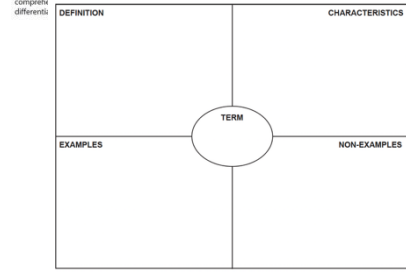 DEFINITION
CHARACTERISTICS
TERM
EXAMPLES
NON-EXAMPLES